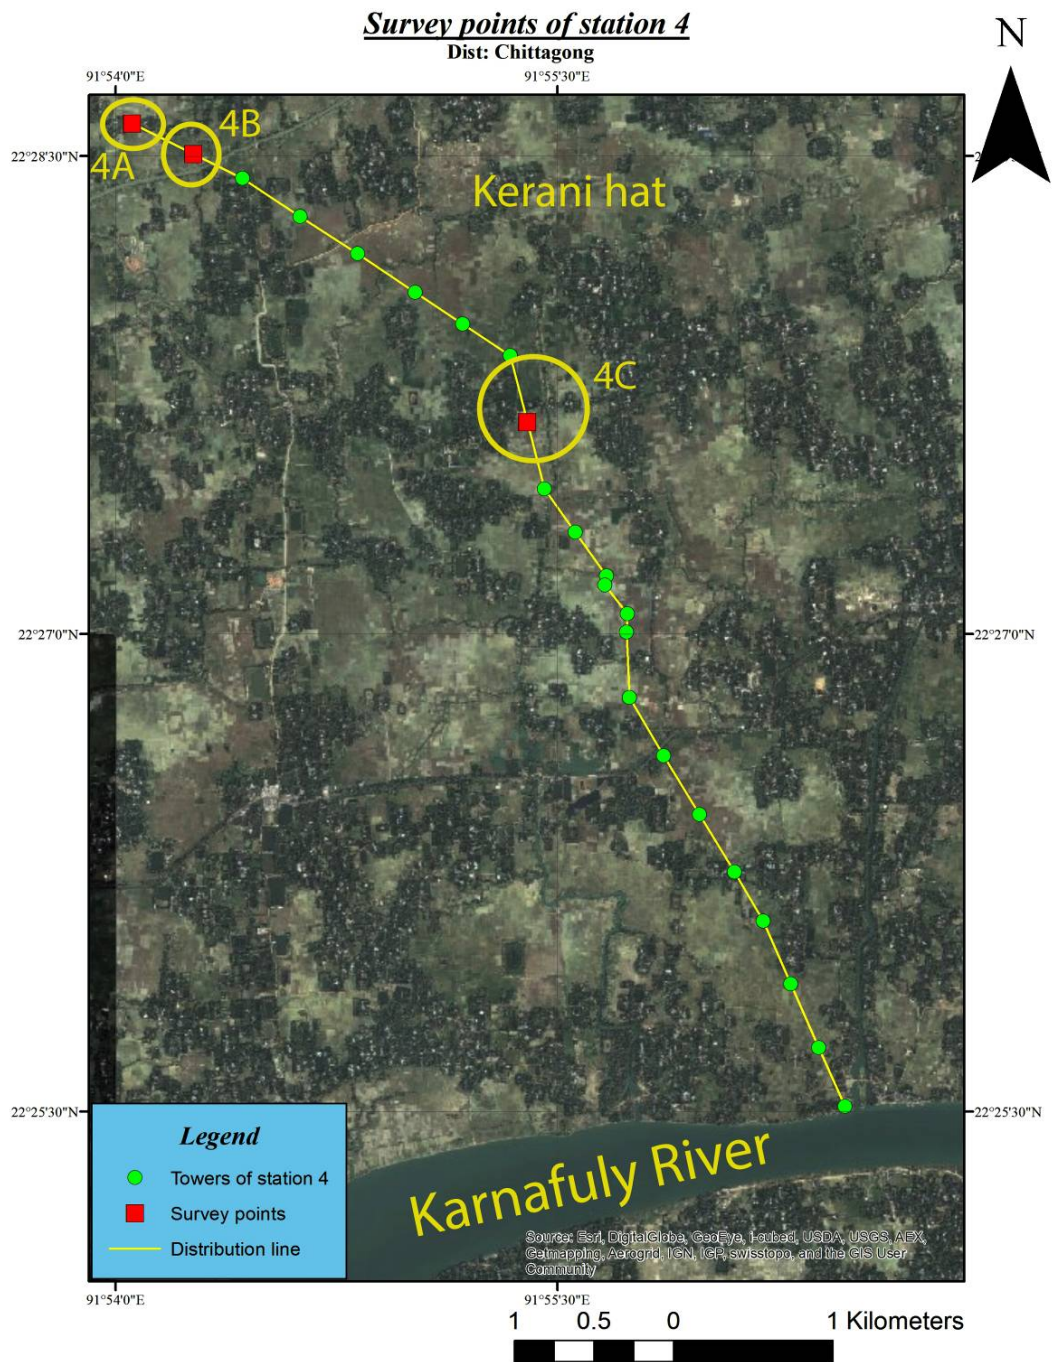 Survey points of station 4
Dist: Chittagong
N
91°54'0"E
91°55'30"E
4B
4A
22°28'30"N
Kerani hat
4C
22°27'0"N
22°27'0"N
22°25'30"N
22°25'30"N
Legend
Towers of station 4
Survey points
Distribution line
Karnafuly River
Source: Esri, DigitalGlobe, GeoEye, i-cubed, USDA, USGS, AEX,
Getmapping, Aerogrid, IGN, IGP, swisstopo, and the GIS User
Community
91°54'0"E
91°55'30"E
1 0.5 0 1 Kilometers